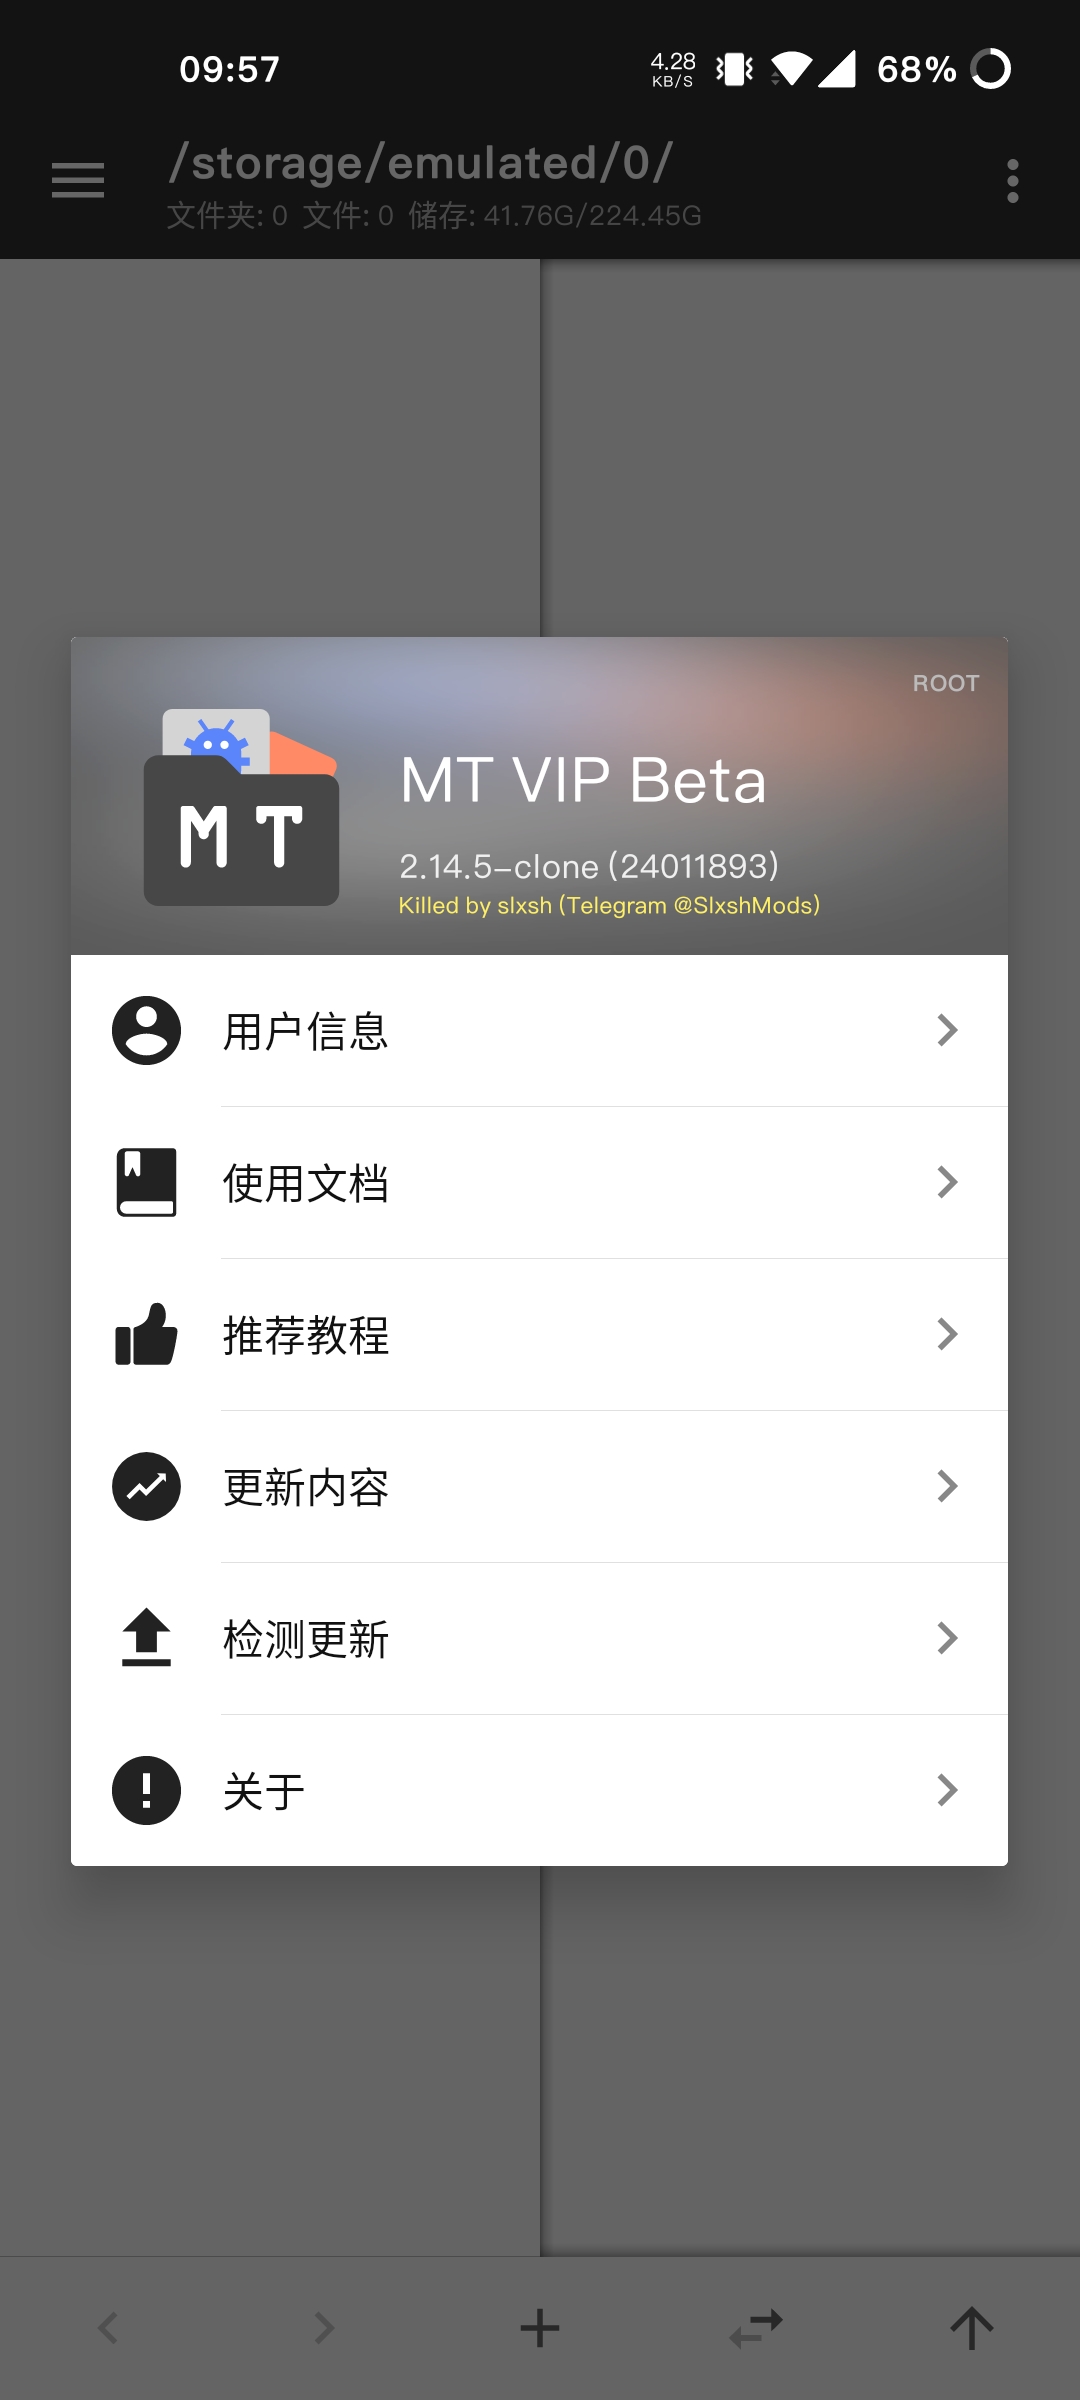 09:57
4.28
KB/S
68%
/storage/emulated/0/
文件夹: 0 文件: 0 储存: 41.76G/224.45G
ROOT
M T
MT VIP Beta
2.14.5-clone (24011893)
Killed by slxsh (Telegram @SlxshMods)
用户信息
使用文档
推荐教程
更新内容
检测更新
关于